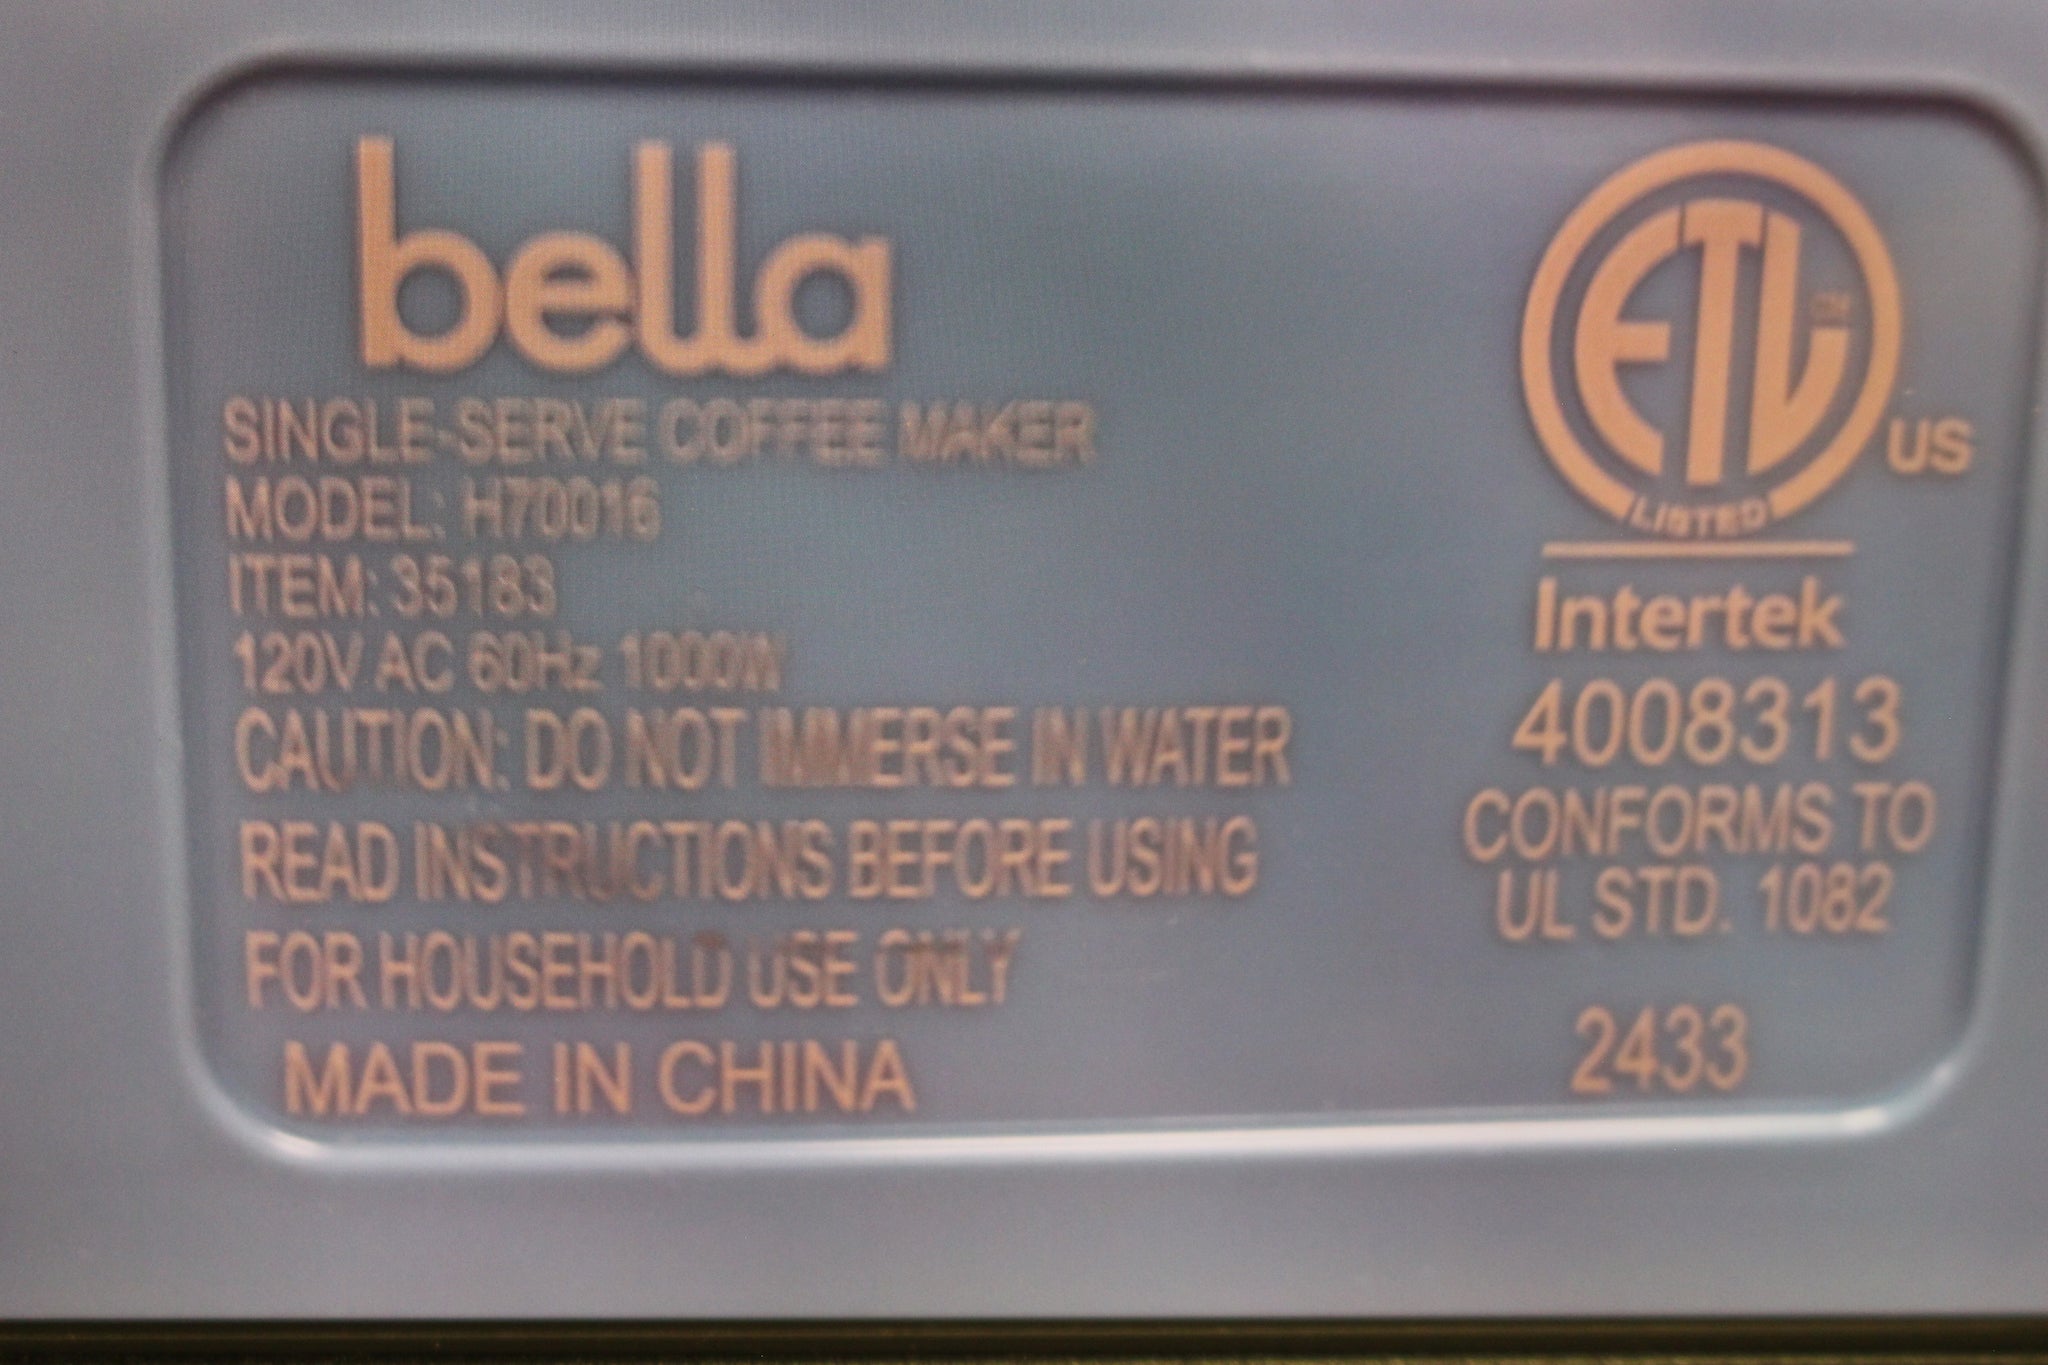 bella
SINGLE-SERVE COFFEE MAKER
MODEL: H70016
ITEM: 35183
120V AC 60Hz 1000W
CAUTION: DO NOT IMMERSE IN WATER
READ INSTRUCTIONS BEFORE USING
FOR HOUSEHOLD USE ONLY
MADE IN CHINA
ETL
US
LISTED
Intertek
4008313
CONFORMS TO
UL STD. 1082
2433